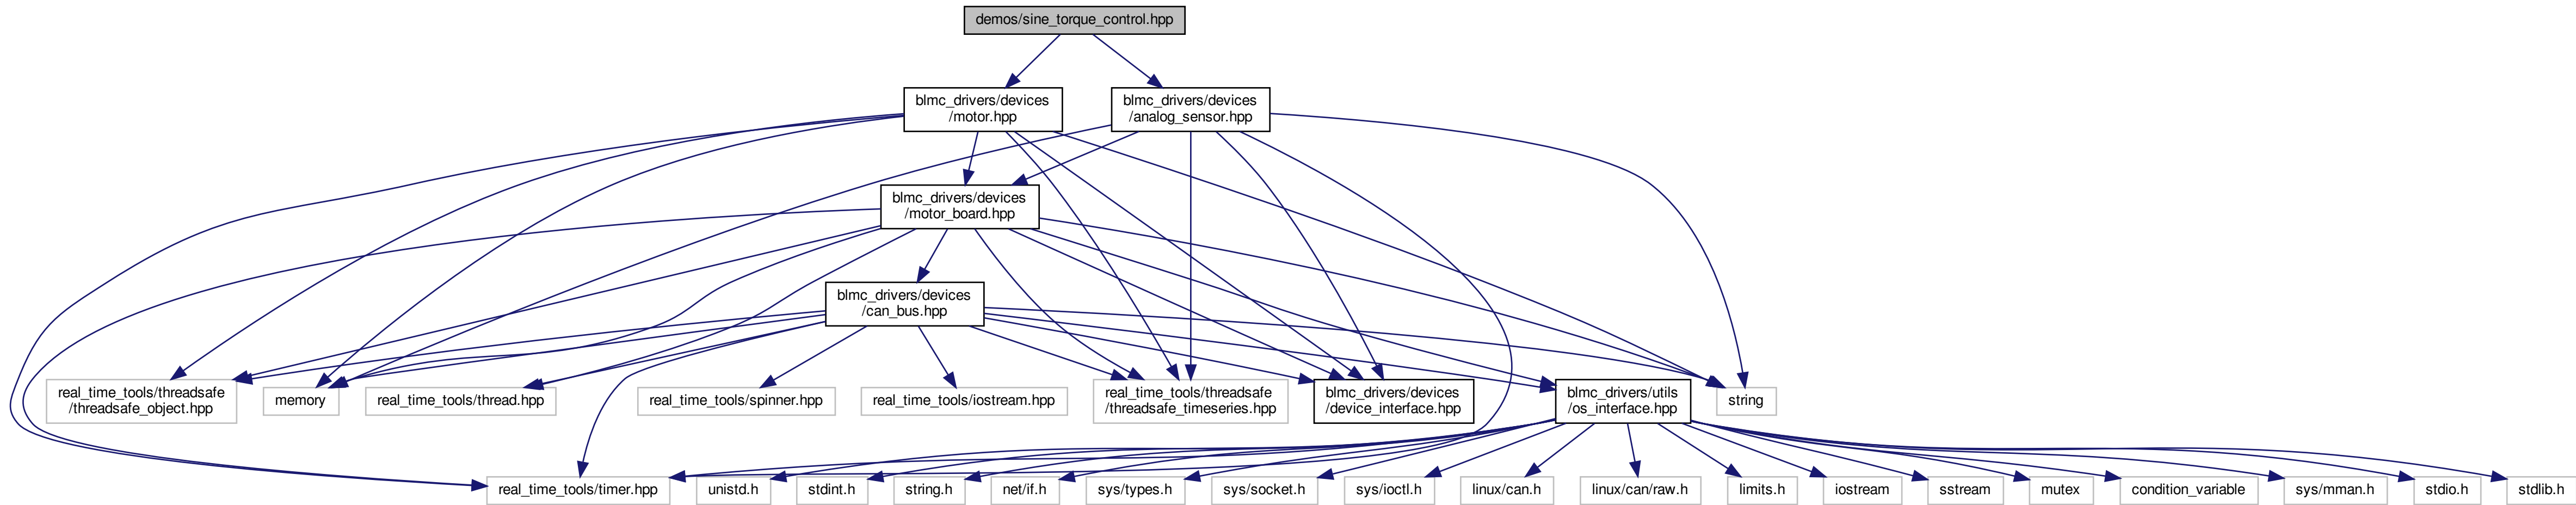 demos/sine_torque_control.hpp
blmc_drivers/devices
/motor.hpp
blmc_drivers/devices
/analog_sensor.hpp
blmc_drivers/devices
/motor_board.hpp
blmc_drivers/devices
/can_bus.hpp
real_time_tools/threadsafe
/threadsafe_object.hpp
memory
real_time_tools/thread.hpp
real_time_tools/spinner.hpp
real_time_tools/iostream.hpp
real_time_tools/threadsafe
/threadsafe_timeseries.hpp
blmc_drivers/devices
/device_interface.hpp
blmc_drivers/utils
/os_interface.hpp
string
real_time_tools/timer.hpp
unistd.h
stdint.h
string.h
net/if.h
sys/types.h
sys/socket.h
sys/ioctl.h
linux/can.h
linux/can/raw.h
limits.h
iostream
sstream
mutex
condition_variable
sys/mman.h
stdio.h
stdlib.h